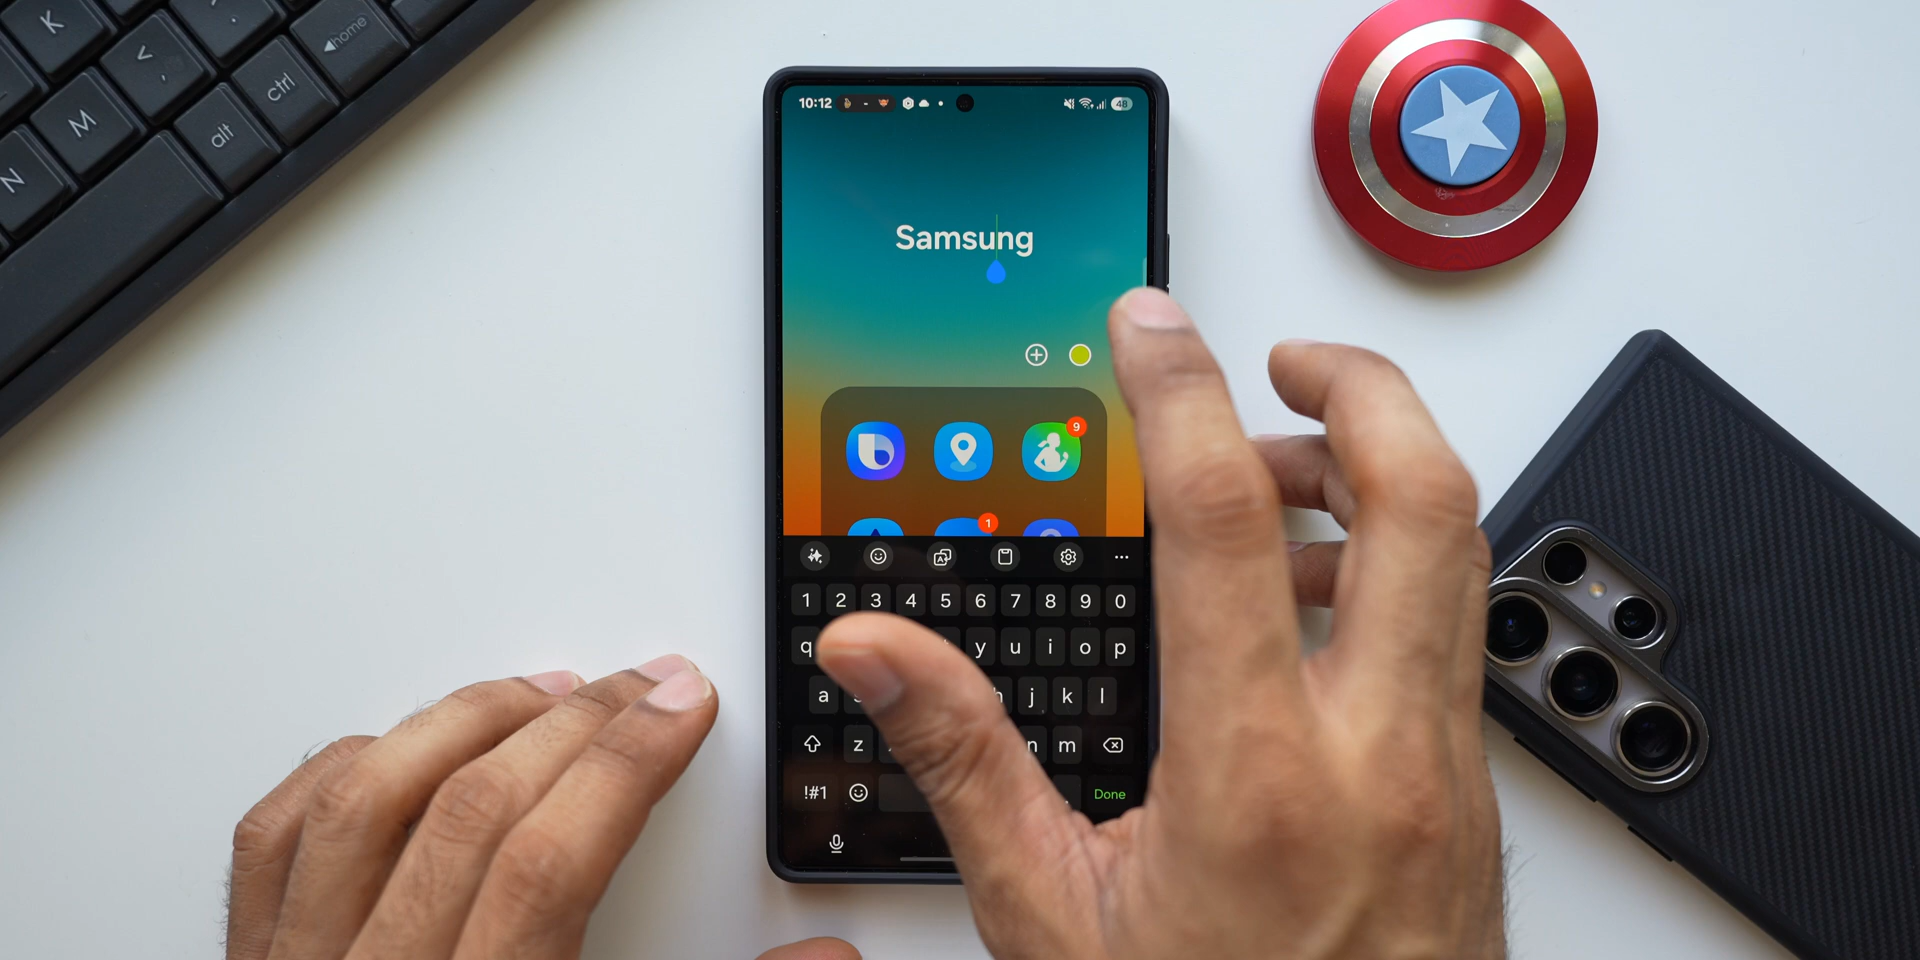 K
< ,
◀home
M
alt
ctrl
N
10:12
48
Samsung
9
1
1 2 3 4 5 6 7 8 9 0
q y u i o p
a j k l
z n m
!#1 . Done